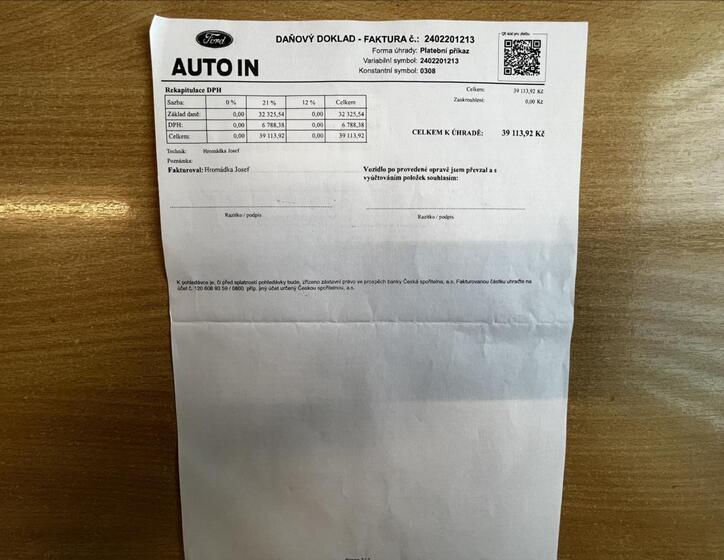 Ford
AUTO IN
DAŇOVÝ DOKLAD - FAKTURA č.: 2402201213
Forma úhrady: Platební příkaz
Variabilní symbol: 2402201213
Konstantní symbol: 0308
QR kód pro platbu
Rekapitulace DPH
Sazba: 0 % 21 % 12 % Celkem
Základ daně: 0,00 32 325,54 0,00 32 325,54
DPH: 0,00 6 788,38 0,00 6 788,38
Celkem: 0,00 39 113,92 0,00 39 113,92
Celkem: 39 113,92 Kč
Zaokrouhlení: 0,00 Kč
CELKEM K ÚHRADĚ: 39 113,92 Kč
Technik: Hromádka Josef
Poznámka:
Fakturoval: Hromádka Josef
Vozidlo po provedené opravě jsem převzal a s
vyúčtováním položek souhlasím:
Razítko / podpis
Razítko / podpis
K pohledávce je, či před splatností pohledávky bude, zřízeno zástavní právo ve prospěch banky Česká spořitelna, a.s. Fakturovanou částku uhraďte na
účet č. 120 608 93 59 / 0800 příp. jiný účet určený Českou spořitelnou, a.s.